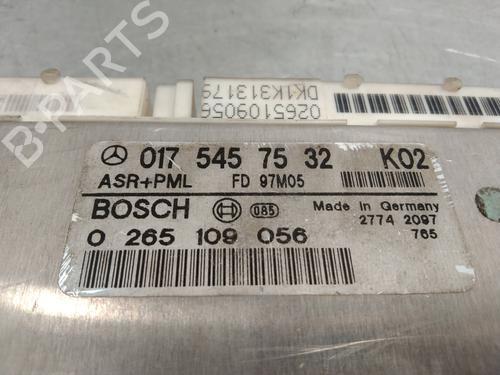 0265109056
DK1K313179
017 545 75 32 K02
ASR+PML FD 97M05
BOSCH 085 Made in Germany
2774 2097
0 265 109 056 765
B-PARTS